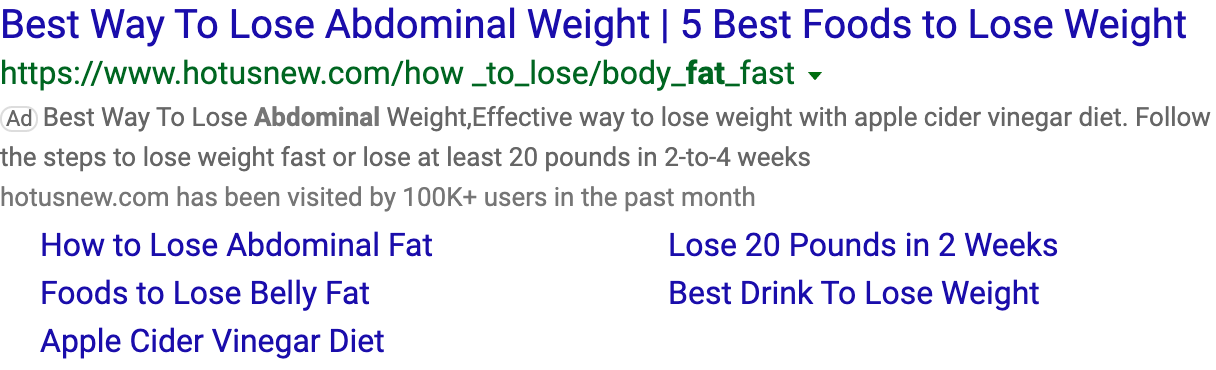 Best Way To Lose Abdominal Weight | 5 Best Foods to Lose Weight
https://www.hotusnew.com/how _to_lose/body_fat_fast
Ad Best Way To Lose Abdominal Weight,Effective way to lose weight with apple cider vinegar diet. Follow
the steps to lose weight fast or lose at least 20 pounds in 2-to-4 weeks
hotusnew.com has been visited by 100K+ users in the past month
How to Lose Abdominal Fat
Lose 20 Pounds in 2 Weeks
Foods to Lose Belly Fat
Best Drink To Lose Weight
Apple Cider Vinegar Diet